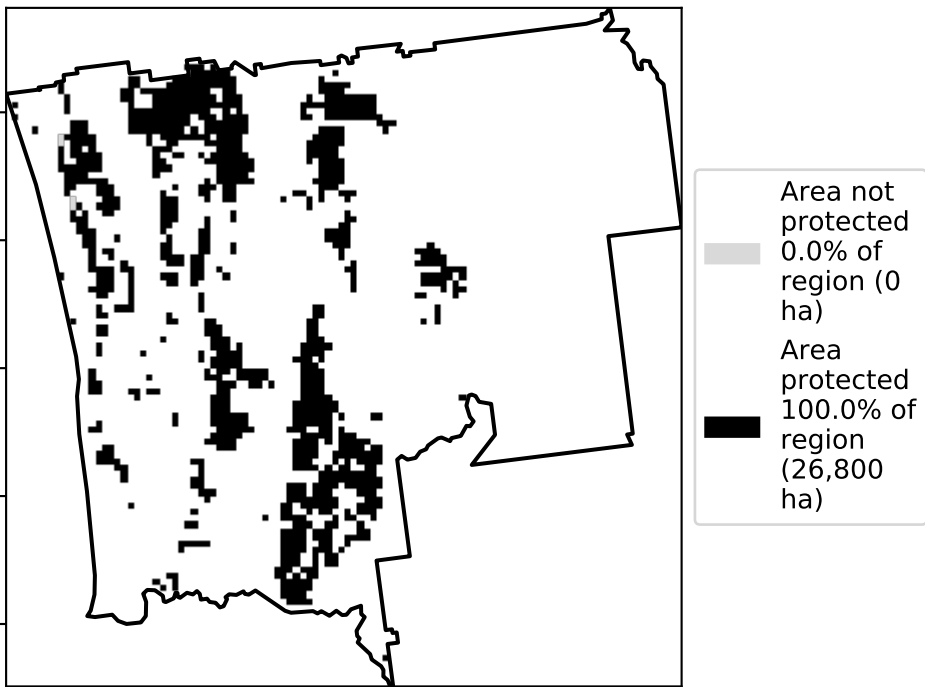 Area not
protected
0.0% of
region (0
ha)
Area
protected
100.0% of
region
(26,800
ha)